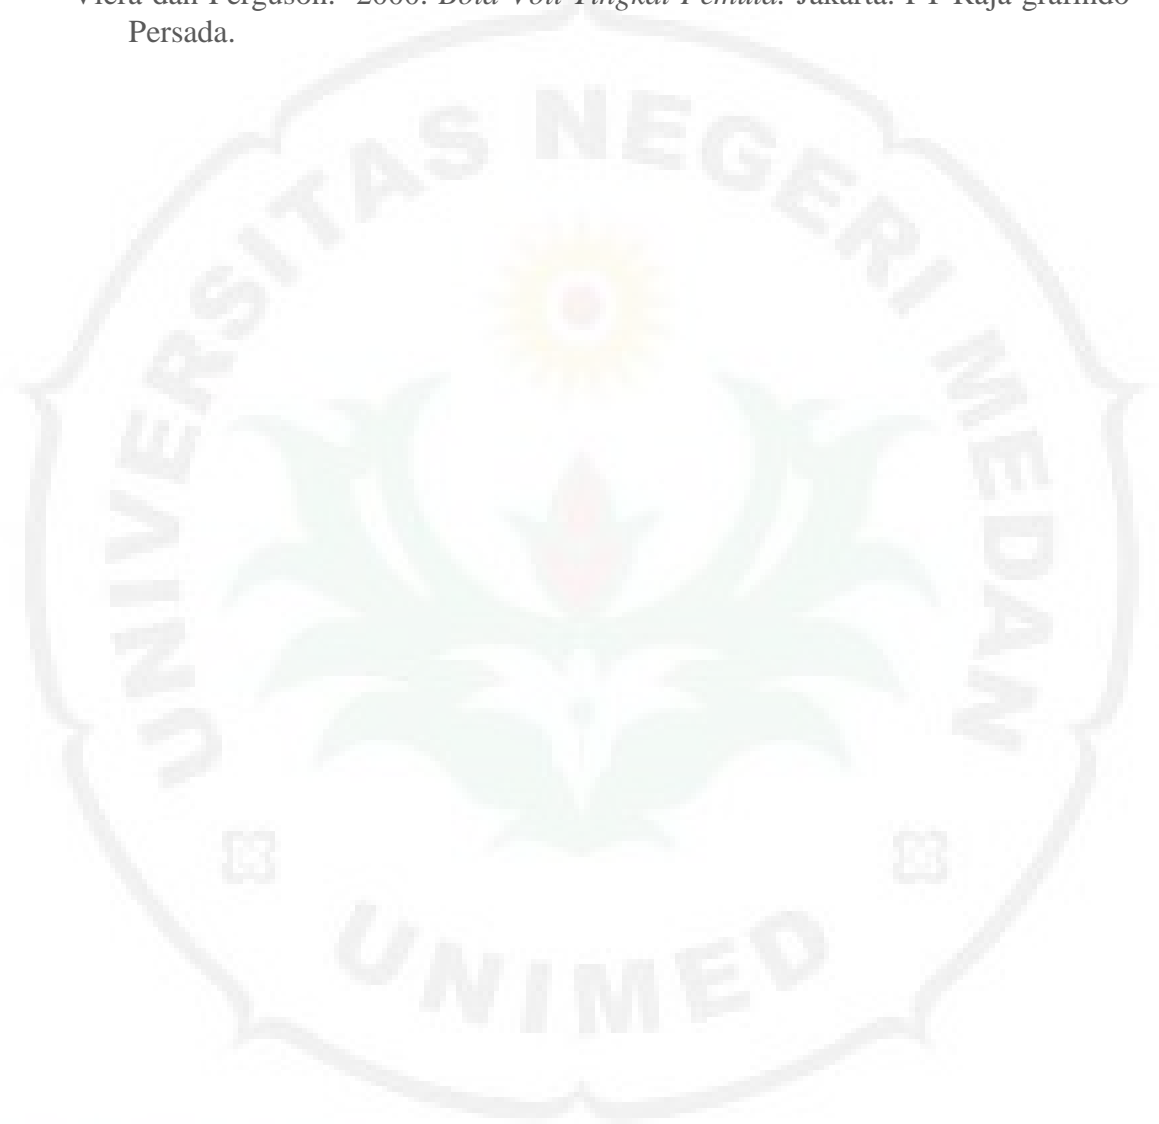 Viera dan Ferguson. 2000. Bola Voli Tingkat Pemula. Jakarta: PT Raja grafindo
Persada.
UNIVERSITAS NEGERI MEDAN
UNIMED